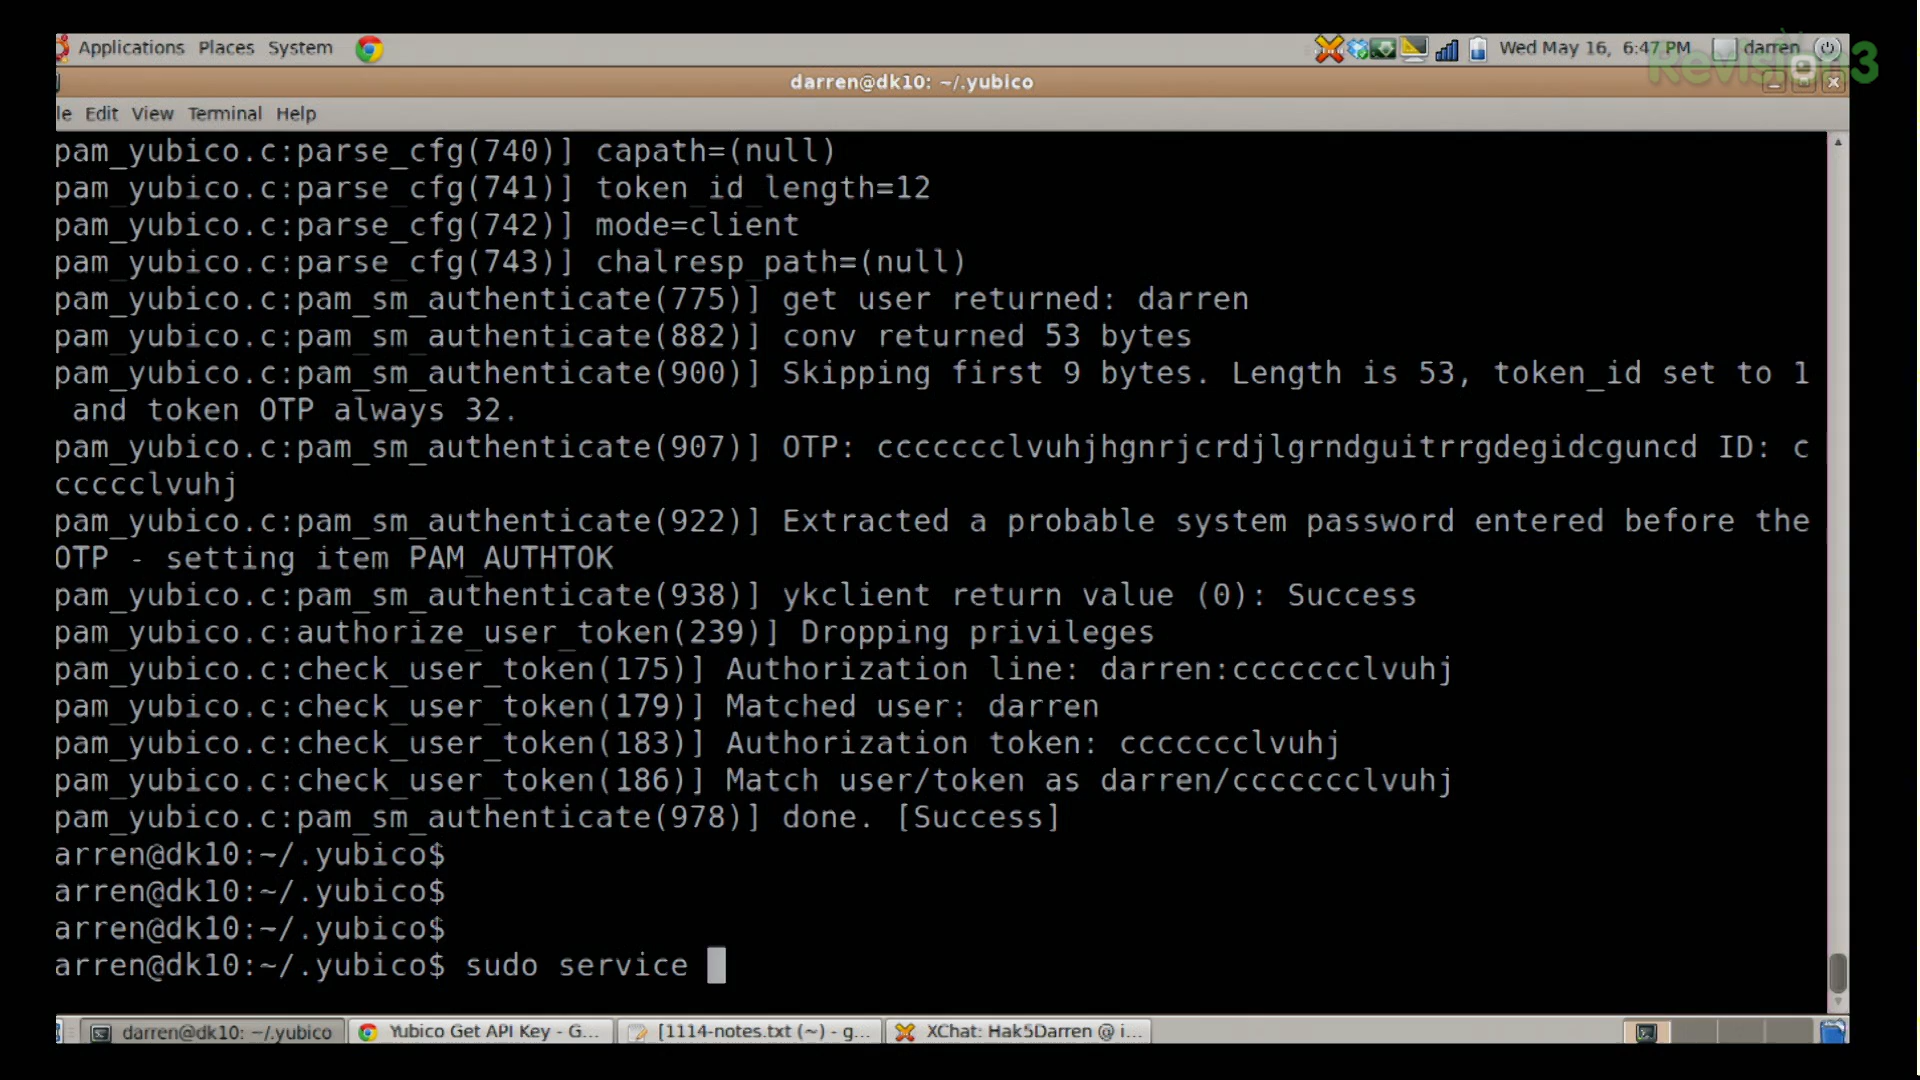 Applications Places System
Wed May 16, 6:47 PM darren
Revision3
darren@dk10: ~/.yubico
le Edit View Terminal Help
pam_yubico.c:parse_cfg(740)] capath=(null)
pam_yubico.c:parse_cfg(741)] token_id_length=12
pam_yubico.c:parse_cfg(742)] mode=client
pam_yubico.c:parse_cfg(743)] chalresp_path=(null)
pam_yubico.c:pam_sm_authenticate(775)] get user returned: darren
pam_yubico.c:pam_sm_authenticate(882)] conv returned 53 bytes
pam_yubico.c:pam_sm_authenticate(900)] Skipping first 9 bytes. Length is 53, token_id set to 1
and token OTP always 32.
pam_yubico.c:pam_sm_authenticate(907)] OTP: cccccccclvuhjhgnrjcrdjlgrndguitrrgdegidcguncd ID: c
cccccclvuhj
pam_yubico.c:pam_sm_authenticate(922)] Extracted a probable system password entered before the
OTP - setting item PAM_AUTHTOK
pam_yubico.c:pam_sm_authenticate(938)] ykclient return value (0): Success
pam_yubico.c:authorize_user_token(239)] Dropping privileges
pam_yubico.c:check_user_token(175)] Authorization line: darren:cccccccclvuhj
pam_yubico.c:check_user_token(179)] Matched user: darren
pam_yubico.c:check_user_token(183)] Authorization token: cccccccclvuhj
pam_yubico.c:check_user_token(186)] Match user/token as darren/cccccccclvuhj
pam_yubico.c:pam_sm_authenticate(978)] done. [Success]
arren@dk10:~/.yubico$
arren@dk10:~/.yubico$
arren@dk10:~/.yubico$
arren@dk10:~/.yubico$ sudo service
darren@dk10: ~/.yubico
Yubico Get API Key - G...
[1114-notes.txt (~) - g...
XChat: Hak5Darren @ i...